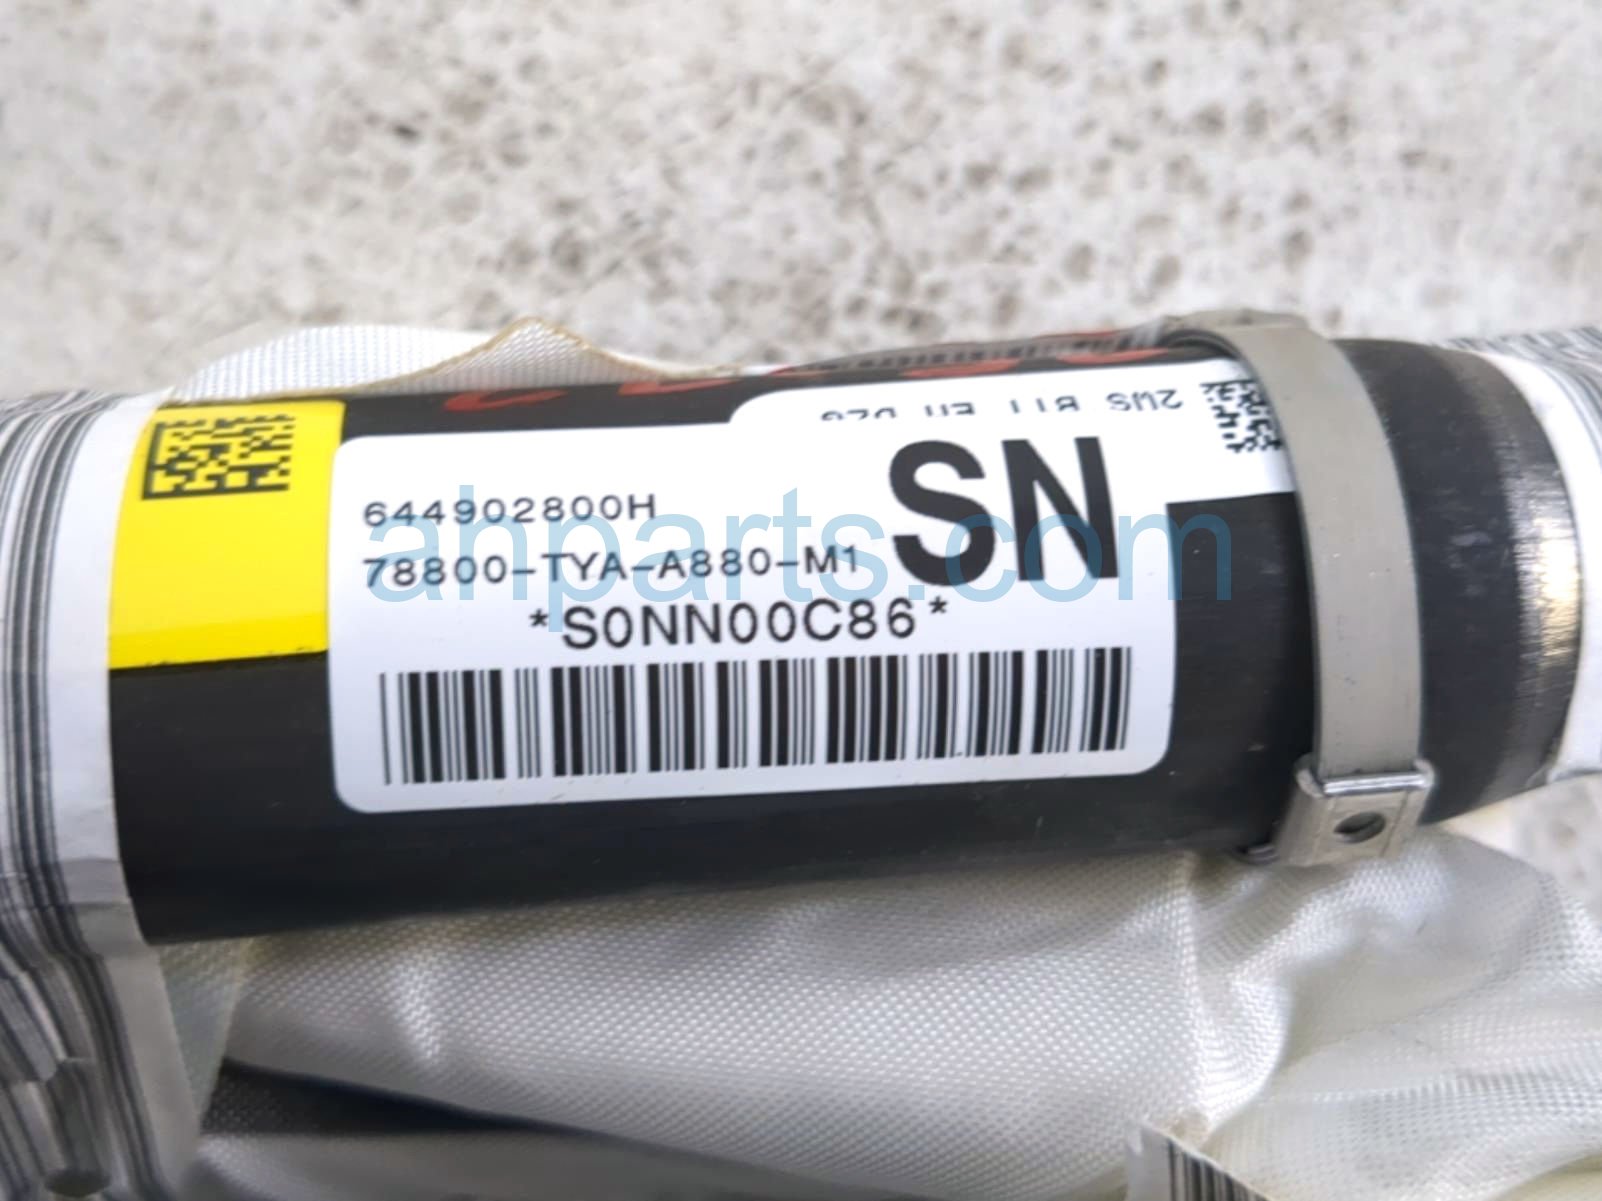 SN
644902800H
78800-TYA-A880-M1
*S0NN00C86*
ahparts.com